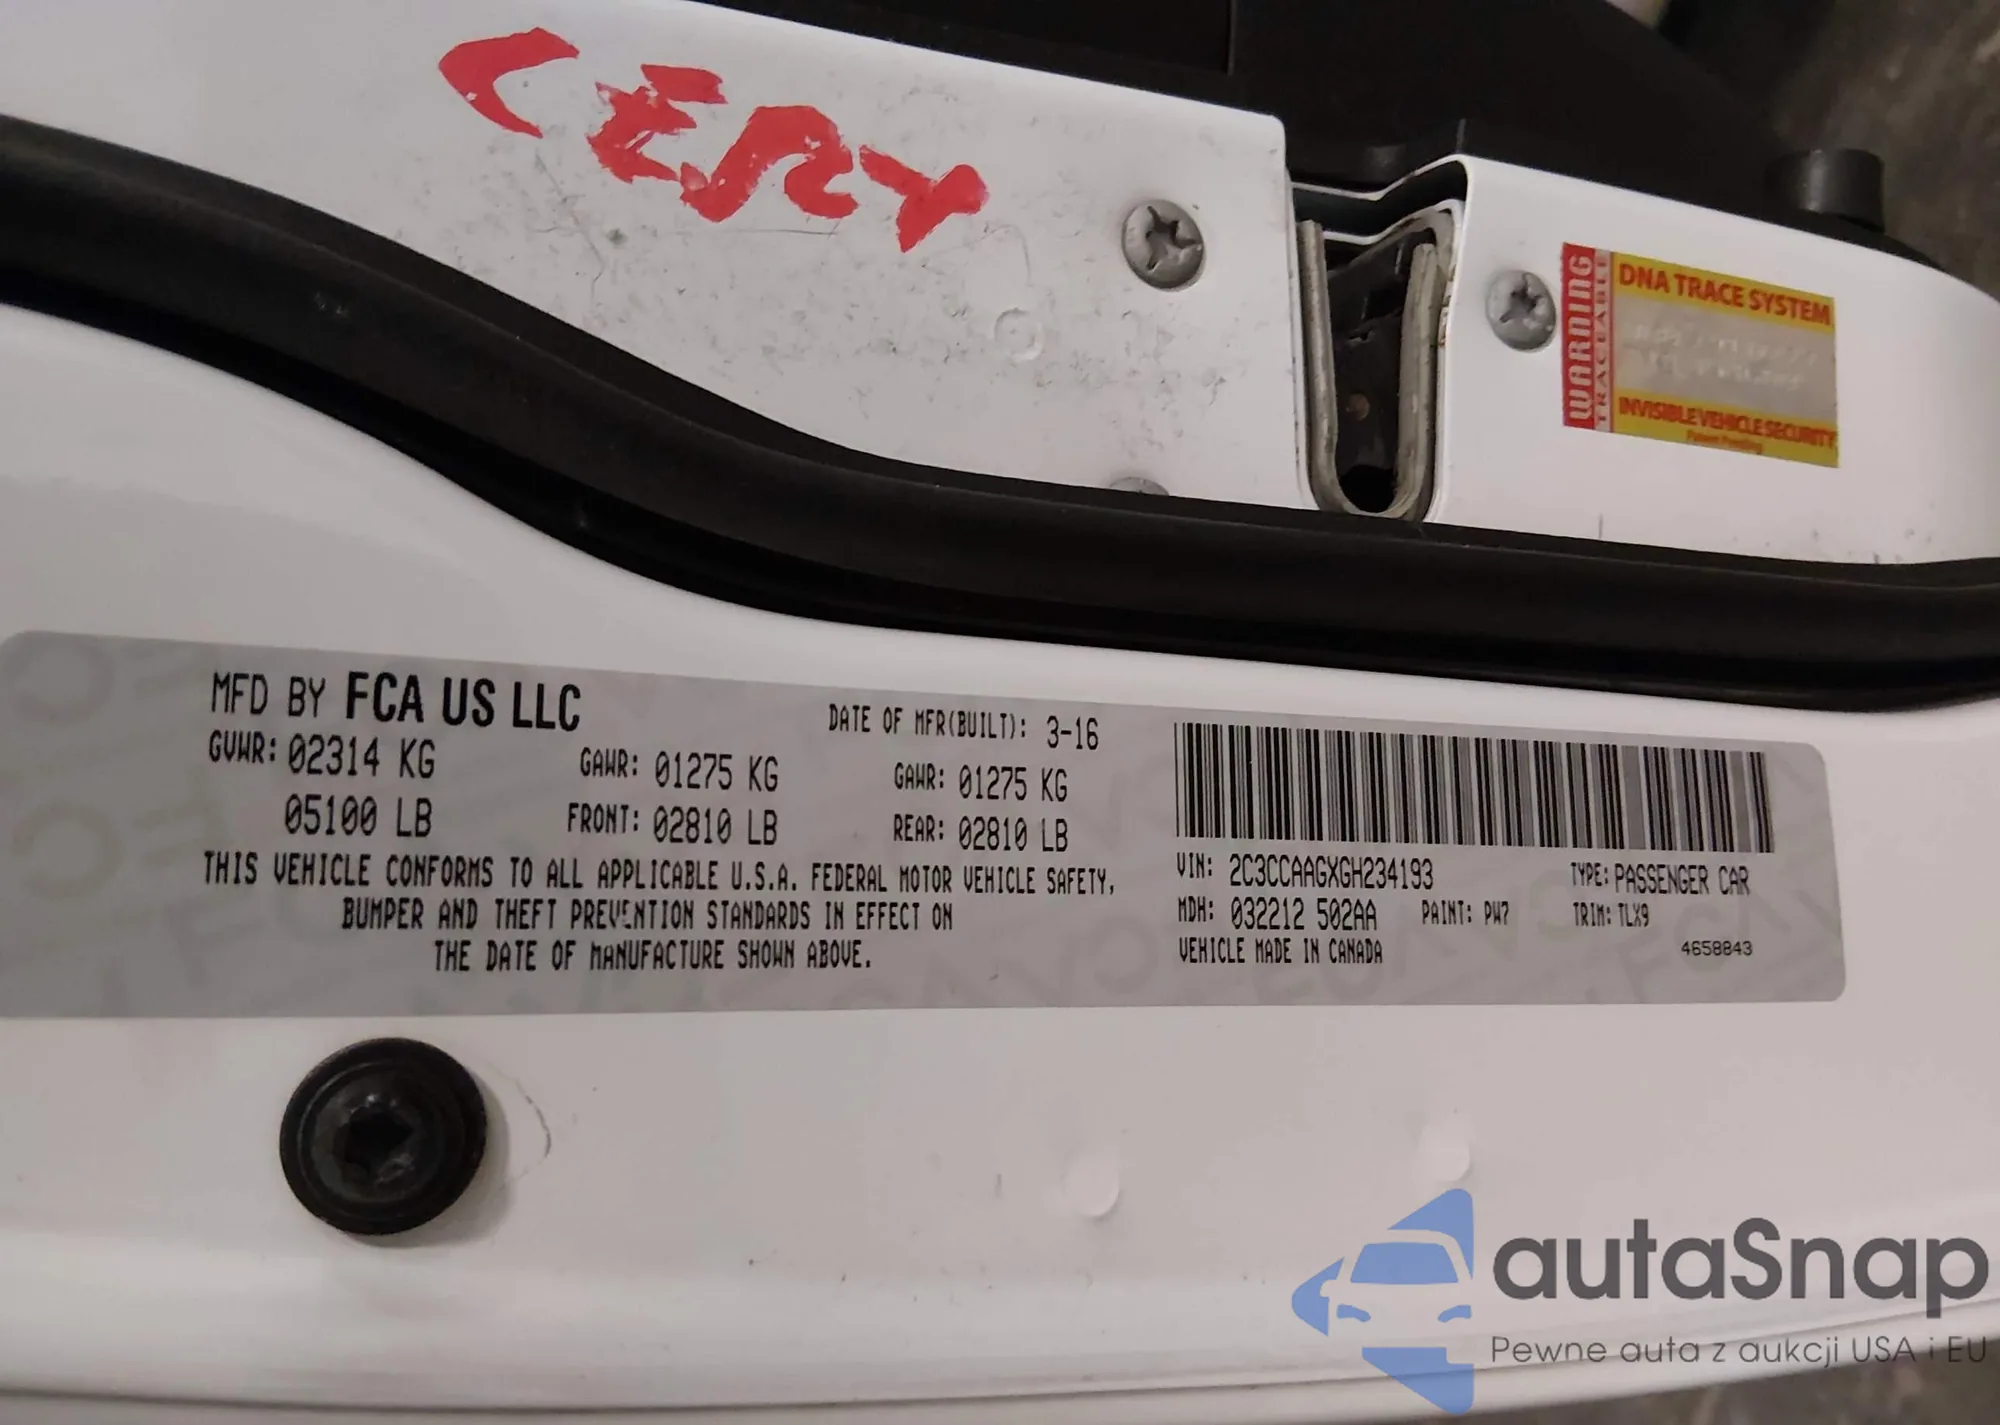 CERT
WARNING
TRACEABLE
DNA TRACE SYSTEM
INVISIBLE VEHICLE SECURITY
Patent Pending
MFD BY FCA US LLC
DATE OF MFR(BUILT): 3-16
GVWR: 02314 KG GAWR: 01275 KG GAWR: 01275 KG
05100 LB FRONT: 02810 LB REAR: 02810 LB
THIS VEHICLE CONFORMS TO ALL APPLICABLE U.S.A. FEDERAL MOTOR VEHICLE SAFETY,
BUMPER AND THEFT PREVENTION STANDARDS IN EFFECT ON
THE DATE OF MANUFACTURE SHOWN ABOVE.
VIN: 2C3CCAAGXGH234193 TYPE: PASSENGER CAR
MDH: 032212 502AA PAINT: PW7 TRIM: TLX9
VEHICLE MADE IN CANADA 4658843
autaSnap
Pewne auta z aukcji USA i EU